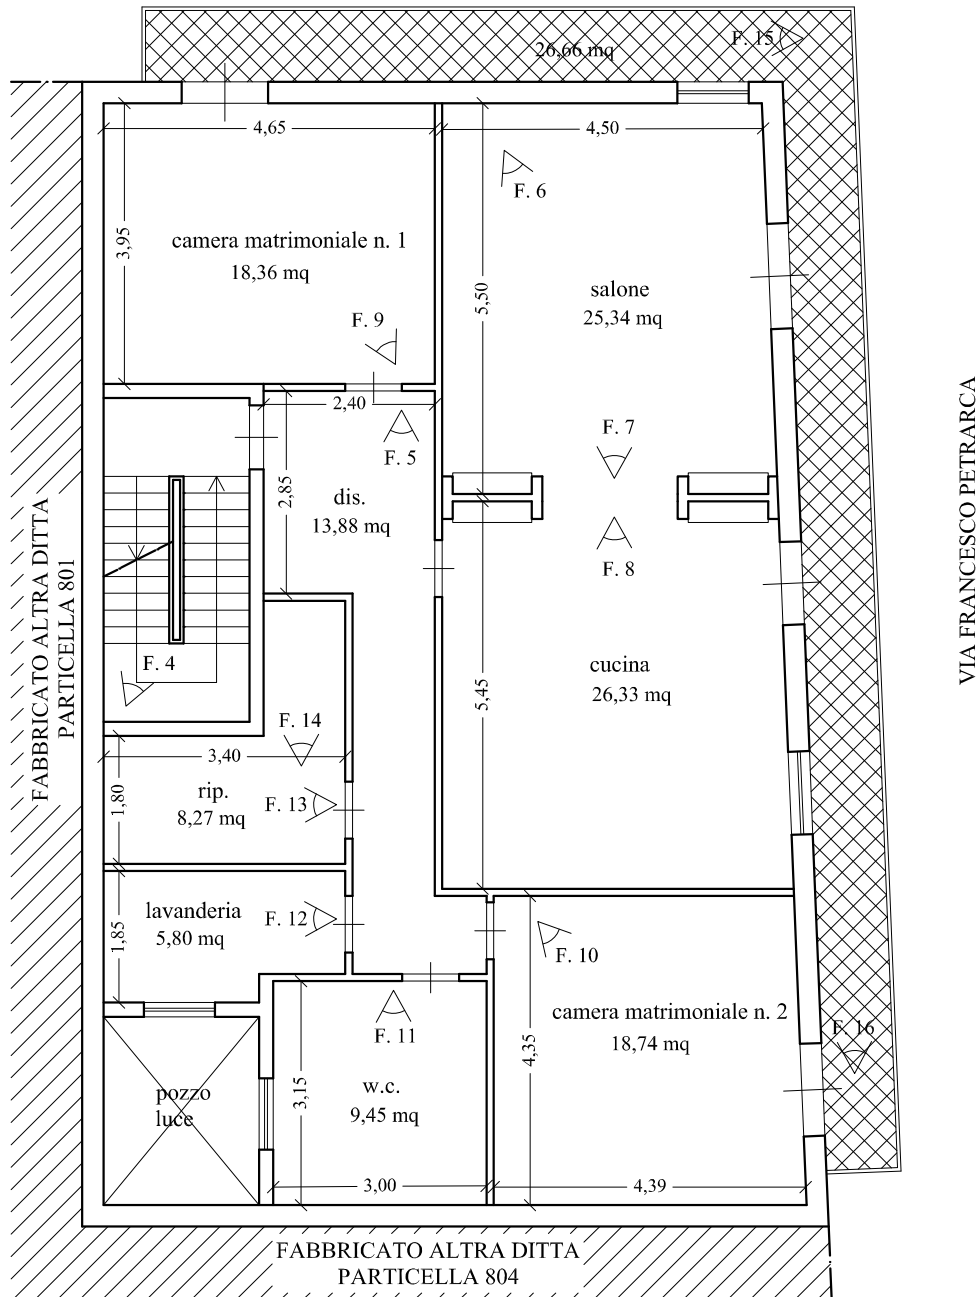 26,66 mq
F. 15
4,65
4,50
F. 6
3,95
camera matrimoniale n. 1
18,36 mq
5,50
salone
25,34 mq
F. 9
2,40
F. 5
F. 7
2,85
dis.
13,88 mq
F. 8
VIA FRANCESCO PETRARCA
FABBRICATO ALTRA DITTA
PARTICELLA 801
F. 4
cucina
26,33 mq
5,45
F. 14
3,40
1,80
rip.
8,27 mq
F. 13
lavanderia
5,80 mq
1,85
F. 12
F. 10
camera matrimoniale n. 2
18,74 mq
F. 16
F. 11
4,35
pozzo
luce
3,15
w.c.
9,45 mq
3,00
4,39
FABBRICATO ALTRA DITTA
PARTICELLA 804